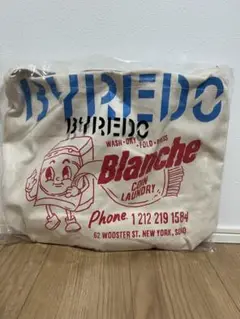 BYREDO
BYREDO
WASH·DRY·FOLD·PRESS
Blanche
COIN
LAUNDRY
Phone. 1 212 219 1584
62 WOOSTER ST. NEW YORK, SOHO